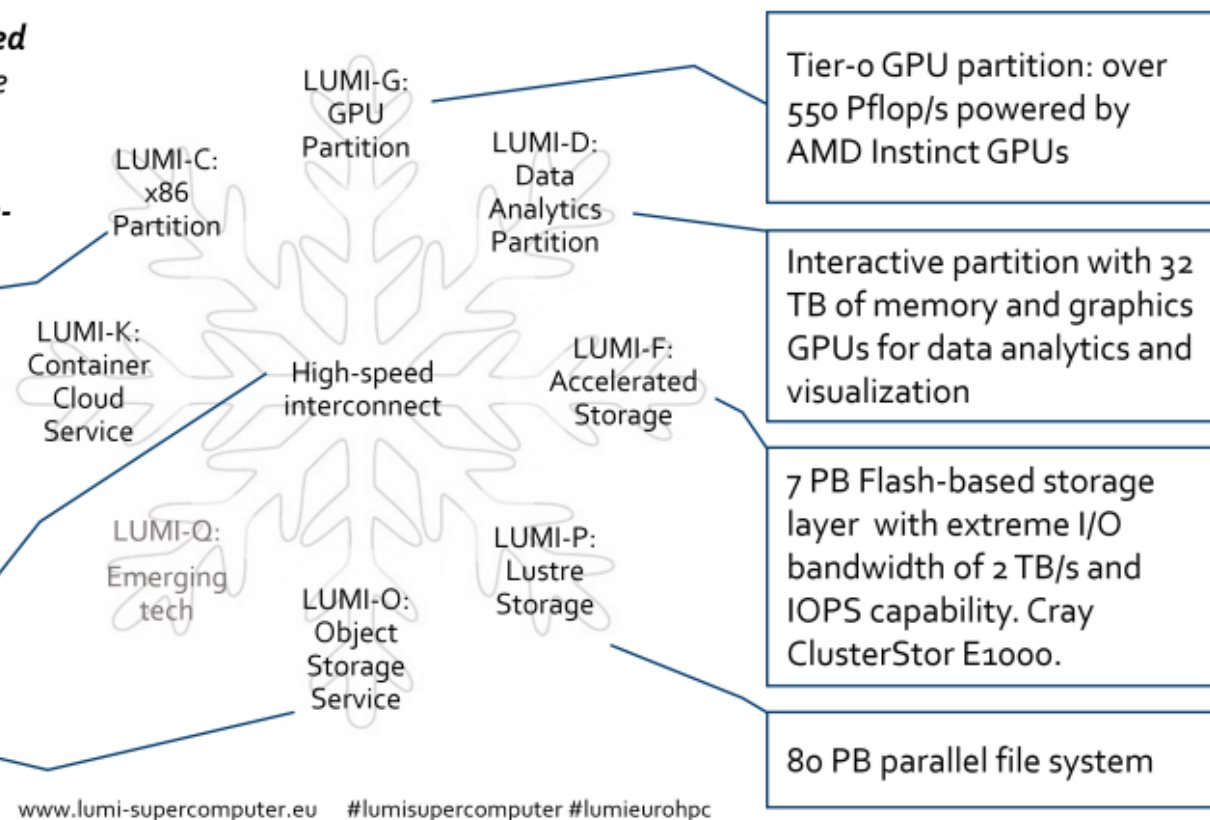 ed
e
-
LUMI-G:
GPU
Partition
LUMI-C:
x86
Partition
LUMI-D:
Data
Analytics
Partition
LUMI-K:
Container
Cloud
Service
High-speed
interconnect
LUMI-F:
Accelerated
Storage
LUMI-Q:
Emerging
tech
LUMI-O:
Object
Storage
Service
LUMI-P:
Lustre
Storage
Tier-0 GPU partition: over
550 Pflop/s powered by
AMD Instinct GPUs
Interactive partition with 32
TB of memory and graphics
GPUs for data analytics and
visualization
7 PB Flash-based storage
layer with extreme I/O
bandwidth of 2 TB/s and
IOPS capability. Cray
ClusterStor E1000.
80 PB parallel file system
www.lumi-supercomputer.eu #lumisupercomputer #lumieurohpc